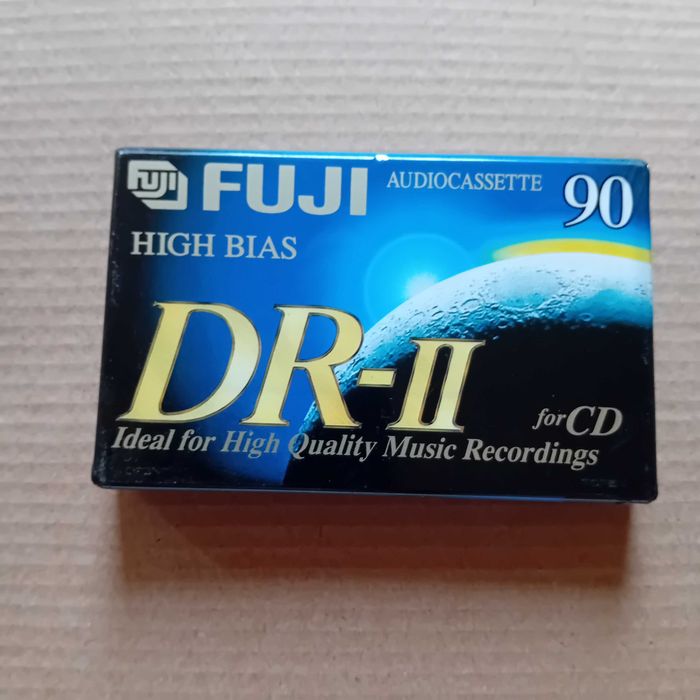 FUJI FUJI AUDIOCASSETTE 90
HIGH BIAS
DR-II
for CD
Ideal for High Quality Music Recordings